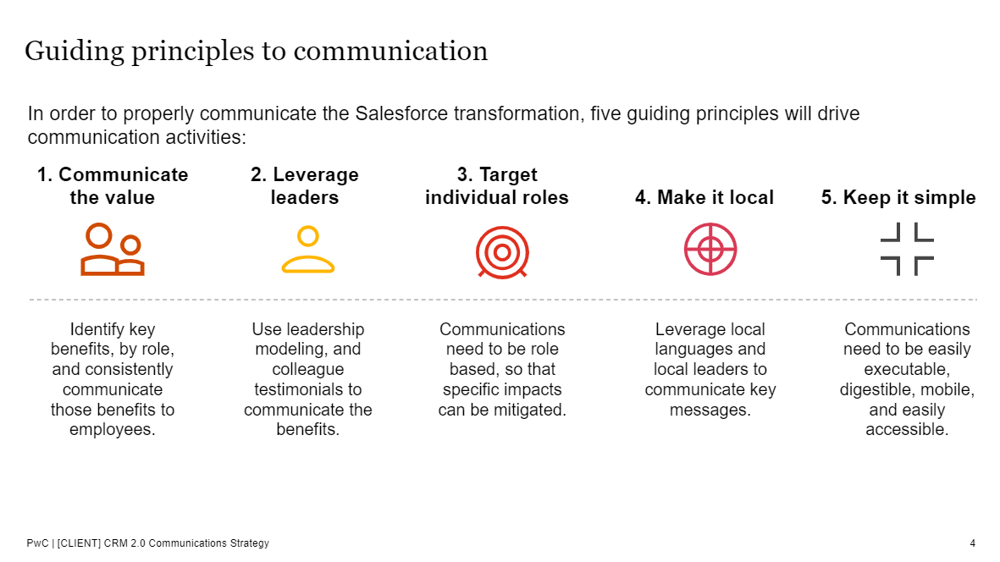 Guiding principles to communication
In order to properly communicate the Salesforce transformation, five guiding principles will drive
communication activities:
1. Communicate
the value
2. Leverage
leaders
3. Target
individual roles
4. Make it local
5. Keep it simple
Identify key
benefits, by role,
and consistently
communicate
those benefits to
employees.
Use leadership
modeling, and
colleague
testimonials to
communicate the
benefits.
Communications
need to be role
based, so that
specific impacts
can be mitigated.
Leverage local
languages and
local leaders to
communicate key
messages.
Communications
need to be easily
executable,
digestible, mobile,
and easily
accessible.
PwC | [CLIENT] CRM 2.0 Communications Strategy
4